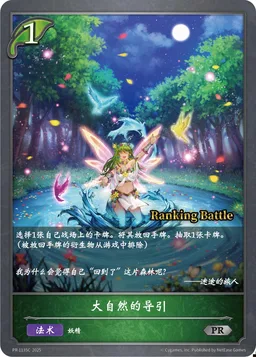 1
Ranking Battle
选择1张自己战场上的卡牌。将其放回手牌。抽取1张卡牌。
（被放回手牌的衍生物从游戏中排除）
我为什么会觉得自己“回到了”这片森林呢？
——迷途的旅人
大自然的导引
法术 妖精
PR